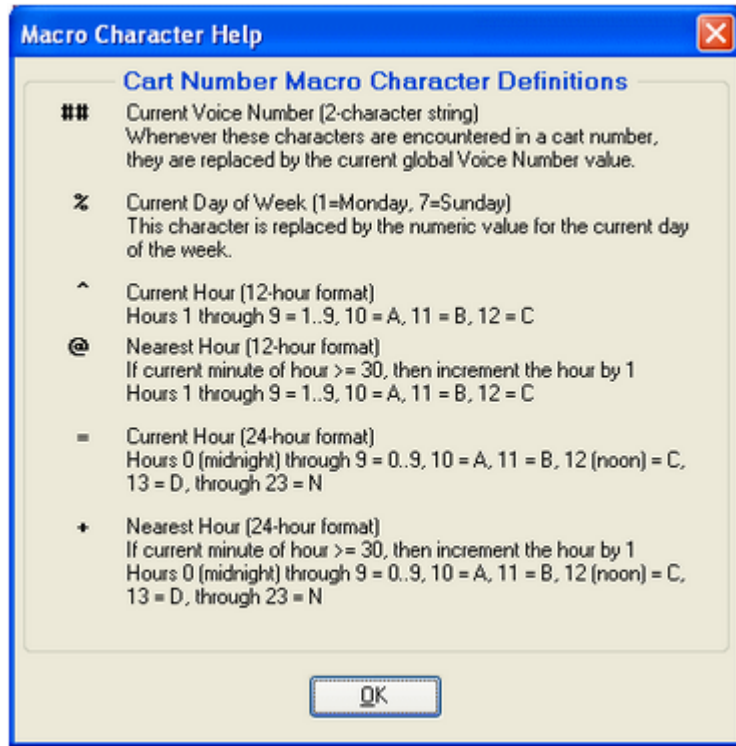 Macro Character Help
Cart Number Macro Character Definitions
## Current Voice Number (2-character string)
Whenever these characters are encountered in a cart number,
they are replaced by the current global Voice Number value.
% Current Day of Week (1=Monday, 7=Sunday)
This character is replaced by the numeric value for the current day
of the week.
^ Current Hour (12-hour format)
Hours 1 through 9 = 1..9, 10 = A, 11 = B, 12 = C
@ Nearest Hour (12-hour format)
If current minute of hour >= 30, then increment the hour by 1
Hours 1 through 9 = 1..9, 10 = A, 11 = B, 12 = C
= Current Hour (24-hour format)
Hours 0 (midnight) through 9 = 0..9, 10 = A, 11 = B, 12 (noon) = C,
13 = D, through 23 = N
+ Nearest Hour (24-hour format)
If current minute of hour >= 30, then increment the hour by 1
Hours 0 (midnight) through 9 = 0..9, 10 = A, 11 = B, 12 (noon) = C,
13 = D, through 23 = N
OK